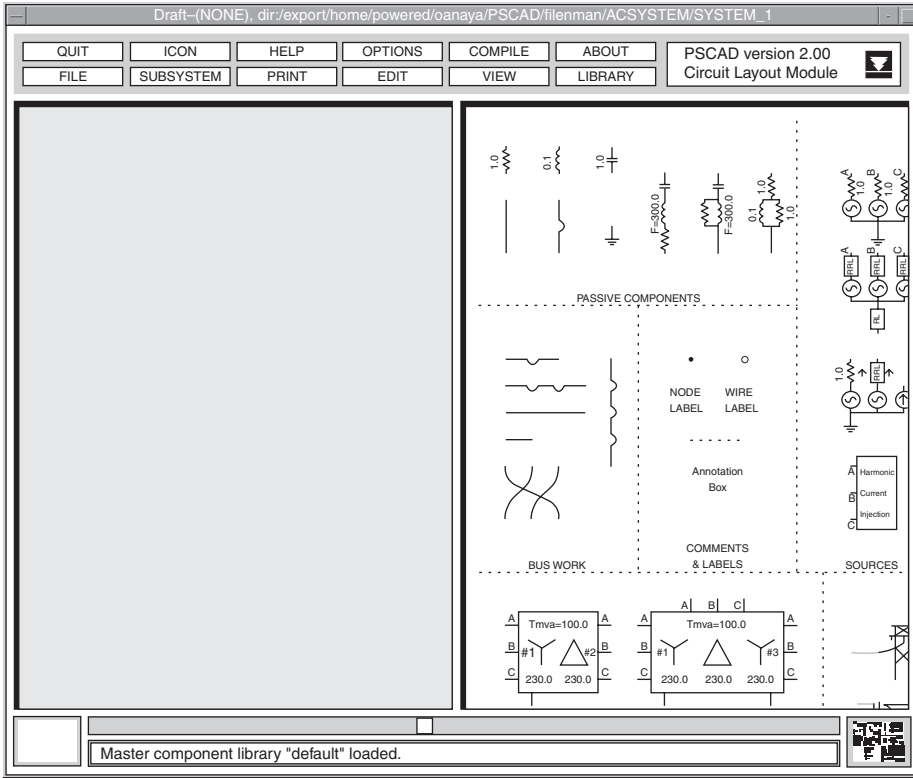 Draft–(NONE), dir:/export/home/powered/oanaya/PSCAD/filenman/ACSYSTEM/SYSTEM_1
QUIT ICON HELP OPTIONS COMPILE ABOUT
FILE SUBSYSTEM PRINT EDIT VIEW LIBRARY
PSCAD version 2.00
Circuit Layout Module
1.0 0.1 1.0
F=300.0 F=300.0 1.0 0.1 1.0
PASSIVE COMPONENTS
A B C
1.0 1.0
A B C
RRL RRL RRL
RL
1.0 RRL
NODE
LABEL
WIRE
LABEL
Annotation
Box
A Harmonic
B Current
C Injection
BUS WORK
COMMENTS
& LABELS
SOURCES
A Tmva=100.0 A
B #1 #2 B
C 230.0 230.0 C
A B C
A Tmva=100.0 A
B #1 #3 B
C 230.0 230.0 230.0 C
Master component library "default" loaded.